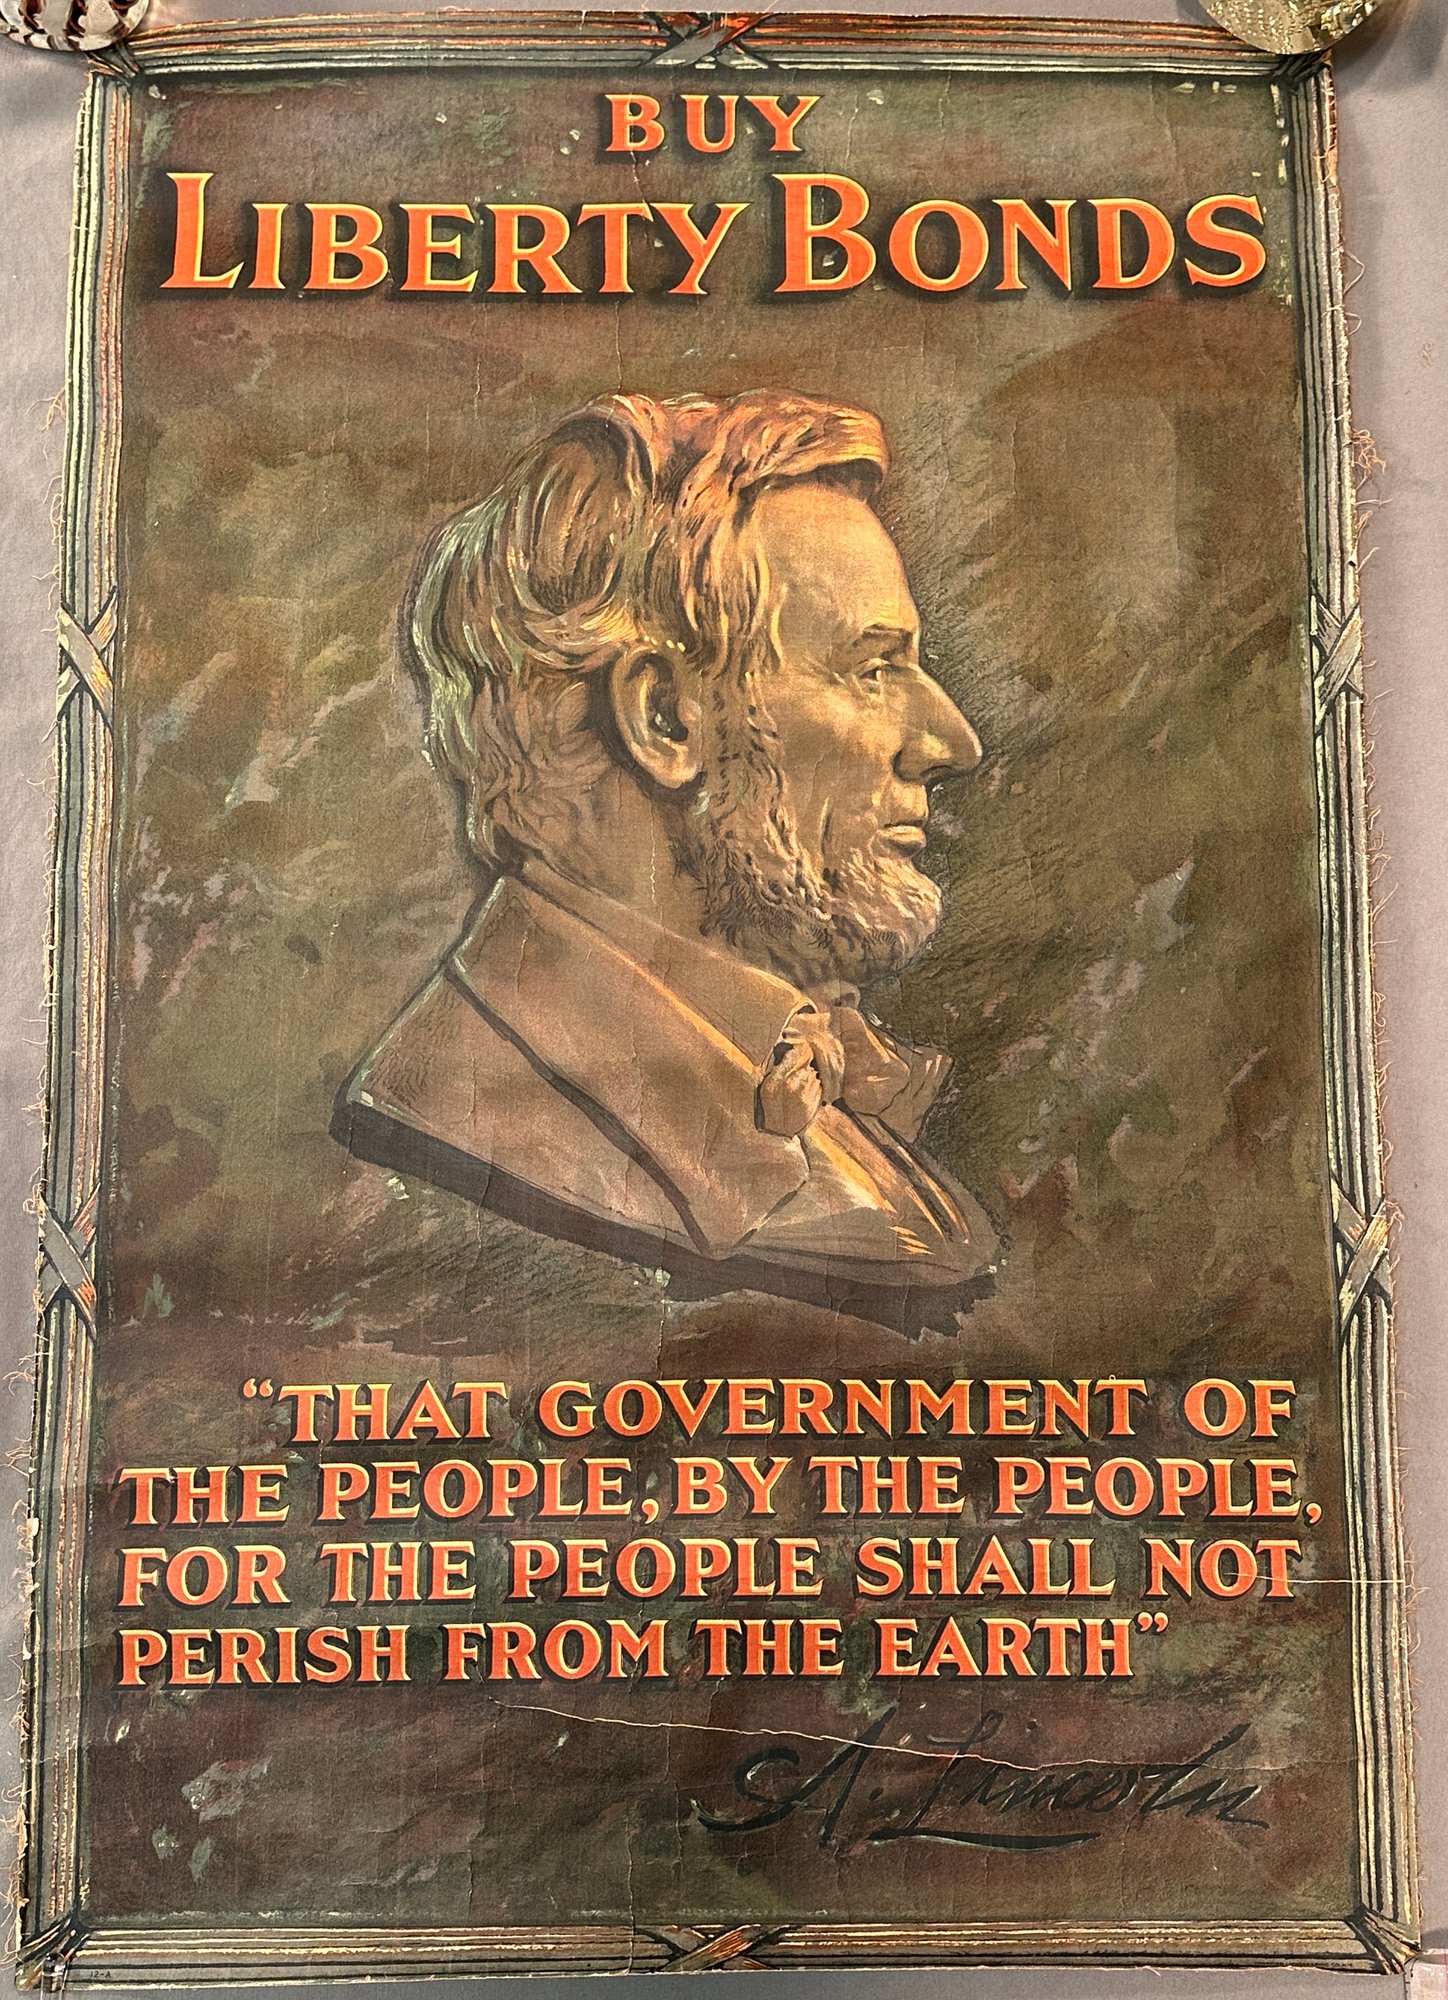 BUY
LIBERTY BONDS
“THAT GOVERNMENT OF
THE PEOPLE, BY THE PEOPLE,
FOR THE PEOPLE SHALL NOT
PERISH FROM THE EARTH”
A. Lincoln
12-A